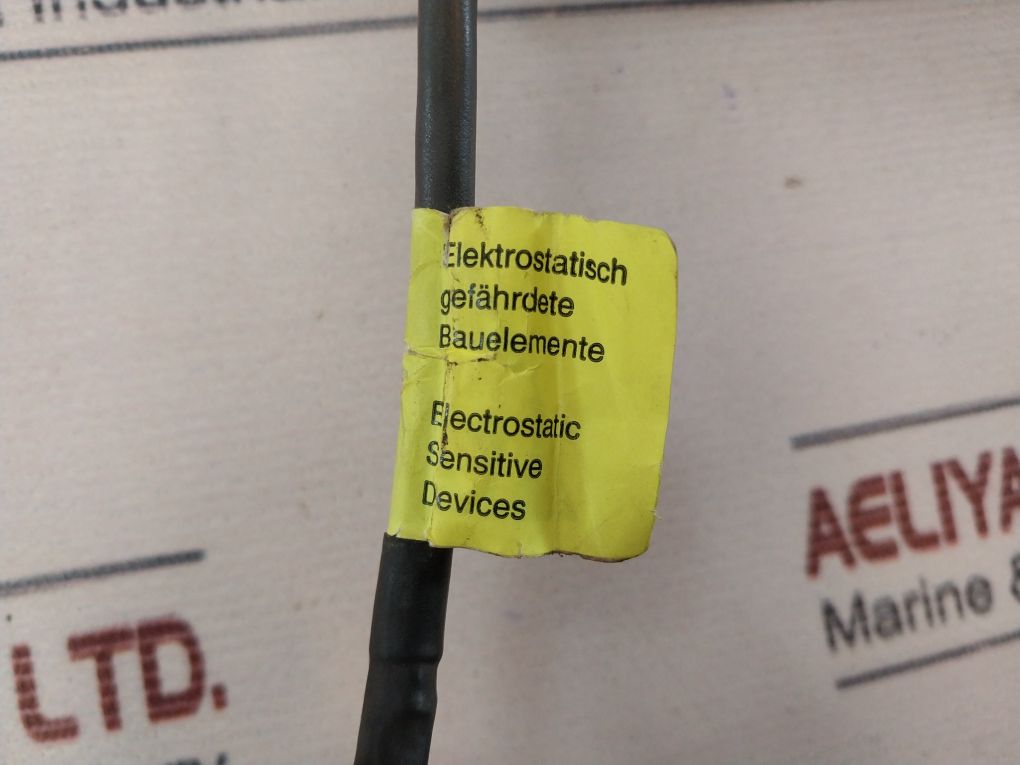 Elektrostatisch
gefährdete
Bauelemente
Electrostatic
Sensitive
Devices
AELIYA
Marine &
LTD.